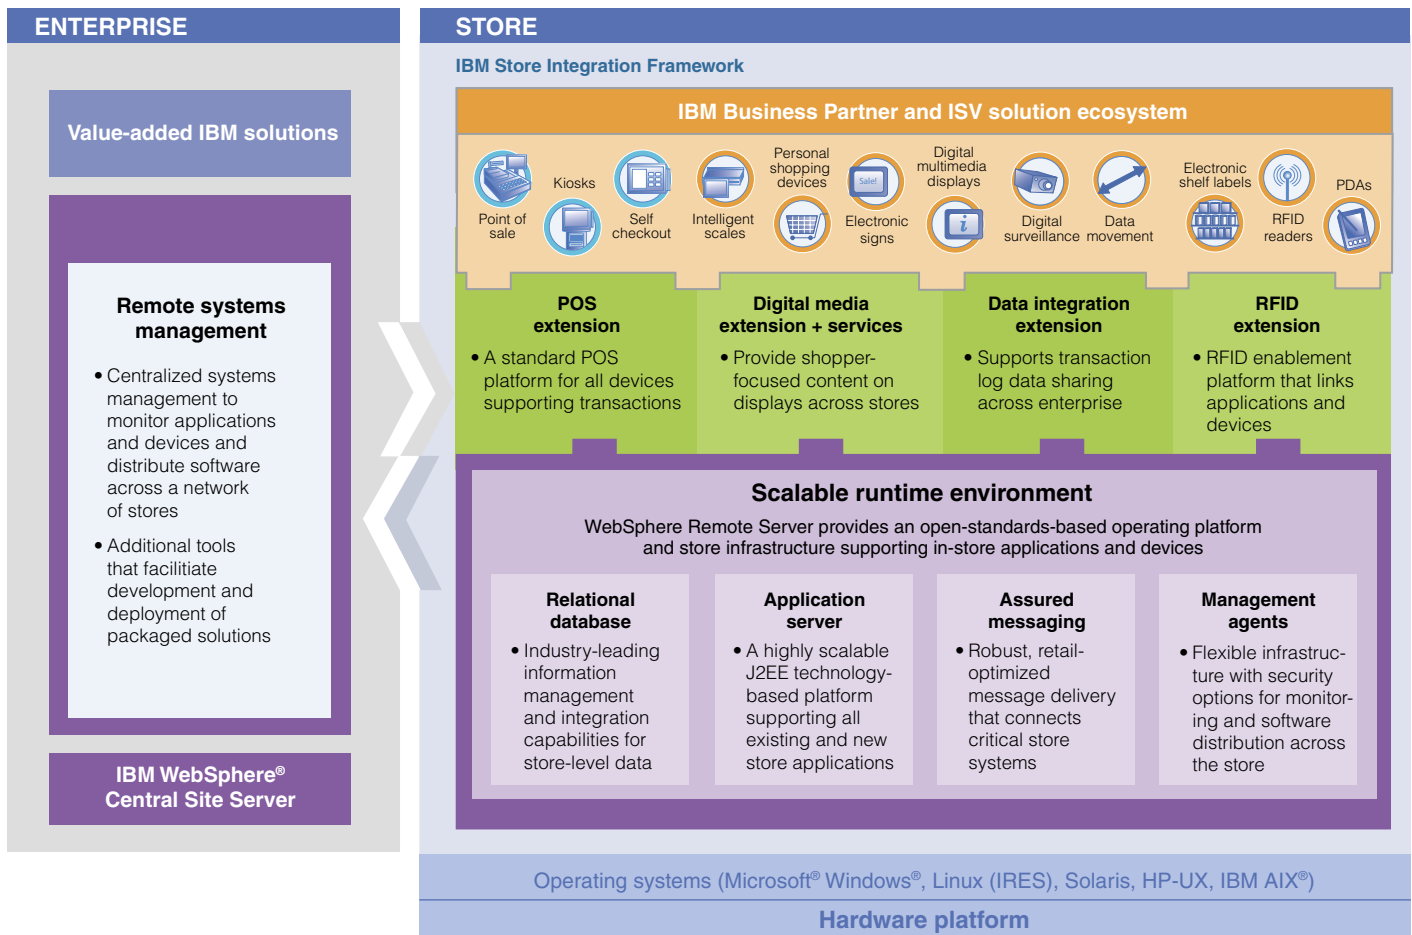 ENTERPRISE
Value-added IBM solutions
Remote systems
management
• Centralized systems
management to
monitor applications
and devices and
distribute software
across a network
of stores
• Additional tools
that facilitiate
development and
deployment of
packaged solutions
IBM WebSphere®
Central Site Server
STORE
IBM Store Integration Framework
IBM Business Partner and ISV solution ecosystem
Point of
sale
Kiosks
Self
checkout
Intelligent
scales
Personal
shopping
devices
Sale!
Electronic
signs
Digital
multimedia
displays
i
Digital
surveillance
Data
movement
Electronic
shelf labels
RFID
readers
PDAs
POS
extension
• A standard POS
platform for all devices
supporting transactions
Digital media
extension + services
• Provide shopper-
focused content on
displays across stores
Data integration
extension
• Supports transaction
log data sharing
across enterprise
RFID
extension
• RFID enablement
platform that links
applications and
devices
Scalable runtime environment
WebSphere Remote Server provides an open-standards-based operating platform
and store infrastructure supporting in-store applications and devices
Relational
database
• Industry-leading
information
management
and integration
capabilities for
store-level data
Application
server
• A highly scalable
J2EE technology-
based platform
supporting all
existing and new
store applications
Assured
messaging
• Robust, retail-
optimized
message delivery
that connects
critical store
systems
Management
agents
• Flexible infrastruc-
ture with security
options for monitor-
ing and software
distribution across
the store
Operating systems (Microsoft® Windows®, Linux (IRES), Solaris, HP-UX, IBM AIX®)
Hardware platform